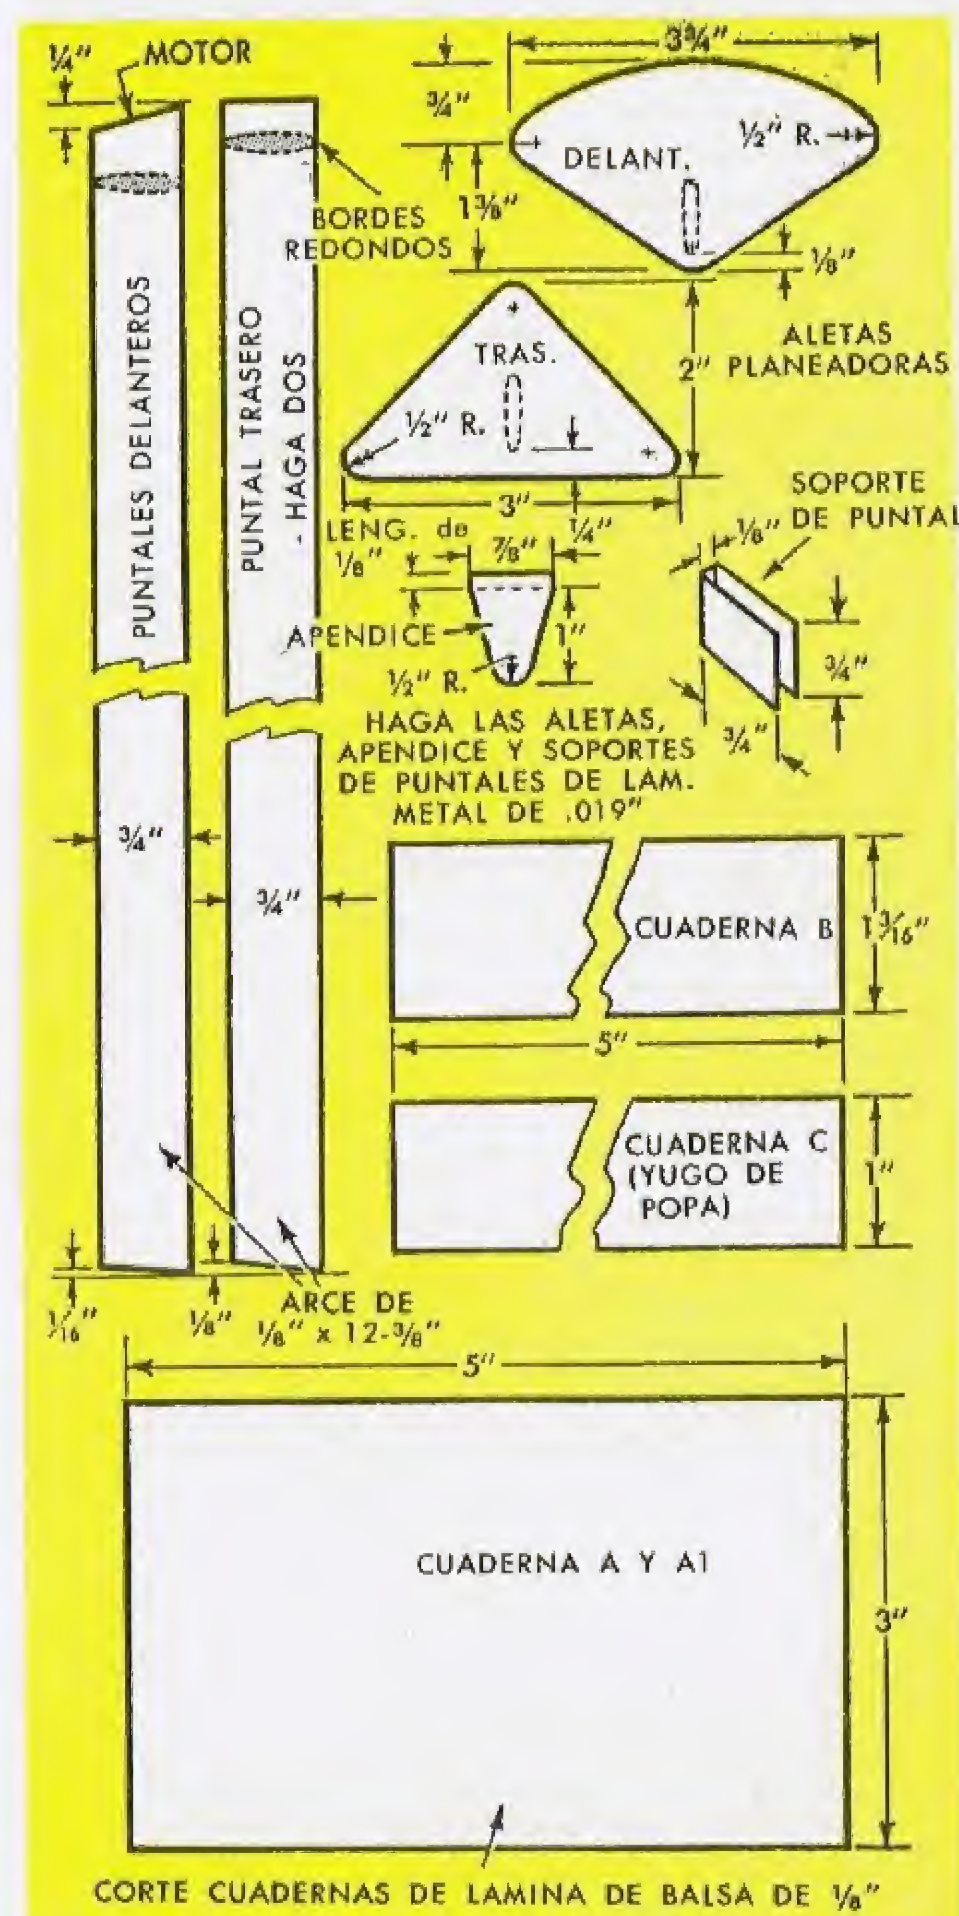 1/4"
MOTOR
3 3/4"
3/4"
1/2" R.
DELANT.
BORDES
REDONDOS
1 3/8"
1/8"
PUNTALES DELANTEROS
PUNTAL TRASERO
- HAGA DOS
TRAS.
1/2" R.
ALETAS
PLANEADORAS
2"
3"
1/4"
SOPORTE
DE PUNTAL
1/8"
LENG. de
1/8"
7/8"
APENDICE
1"
1/2" R.
3/4"
3/4"
HAGA LAS ALETAS,
APENDICE Y SOPORTES
DE PUNTALES DE LAM.
METAL DE .019"
3/4"
3/4"
CUADERNA B
1 3/16"
5"
CUADERNA C
(YUGO DE
POPA)
1"
1/16"
1/8"
ARCE DE
1/8" x 12-3/8"
5"
CUADERNA A Y A1
3"
CORTE CUADERNAS DE LAMINA DE BALSA DE 1/8"